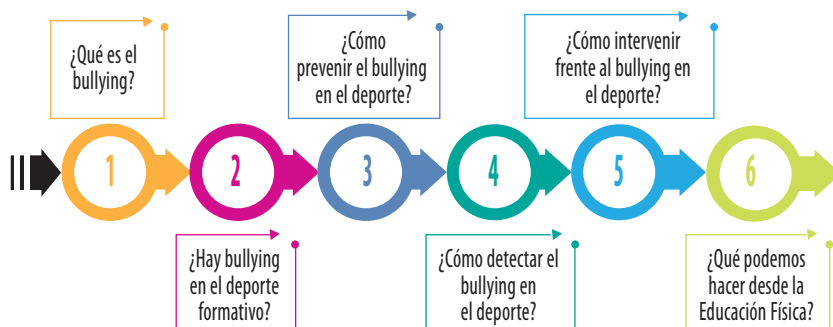 ¿Qué es el
bullying?
¿Cómo
prevenir el bullying
en el deporte?
¿Cómo intervenir
frente al bullying en
el deporte?
1
2
3
4
5
6
¿Hay bullying
en el deporte
formativo?
¿Cómo detectar el
bullying en
el deporte?
¿Qué podemos
hacer desde la
Educación Física?